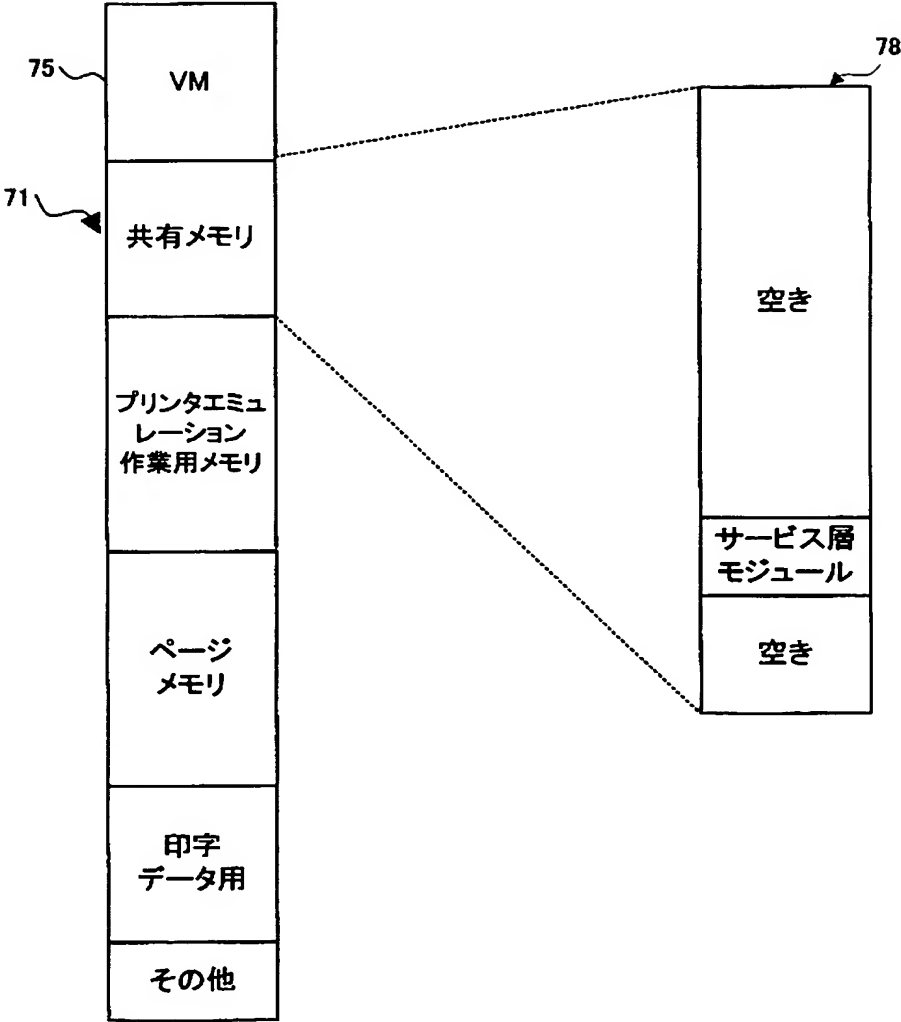 75
VM
71
共有メモリ
プリンタエミュ
レーション
作業用メモリ
ページ
メモリ
印字
データ用
その他
78
空き
サービス層
モジュール
空き